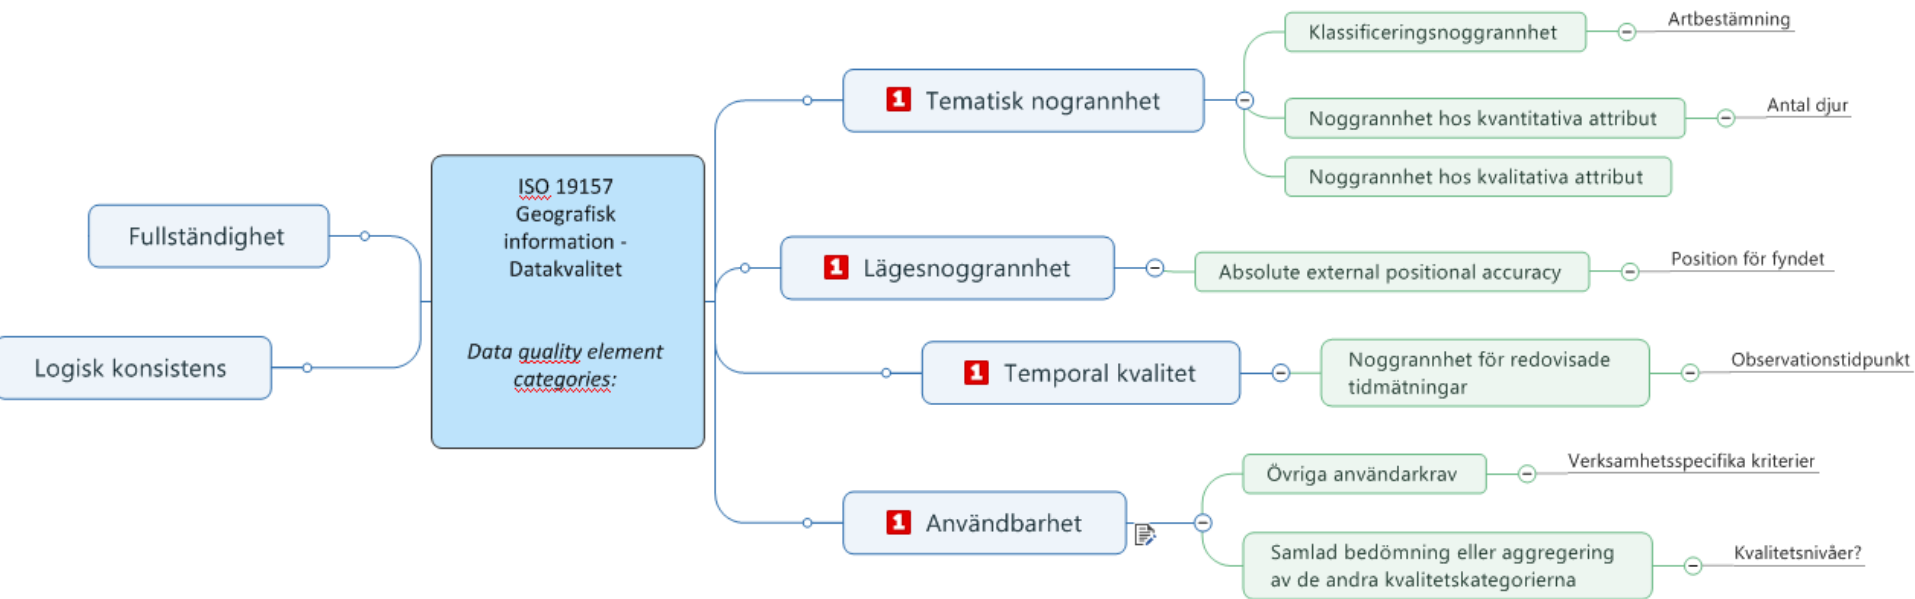 Fullständighet
Logisk konsistens
ISO 19157
Geografisk
information -
Datakvalitet
Data quality element
categories:
1 Tematisk nogrannhet
Klassificeringsnoggrannhet
Artbestämning
Noggrannhet hos kvantitativa attribut
Antal djur
Noggrannhet hos kvalitativa attribut
1 Lägesnoggrannhet
Absolute external positional accuracy
Position för fyndet
1 Temporal kvalitet
Noggrannhet för redovisade
tidmätningar
Observationstidpunkt
1 Användbarhet
Övriga användarkrav
Verksamhetsspecifika kriterier
Samlad bedömning eller aggregering
av de andra kvalitetskategorierna
Kvalitetsnivåer?